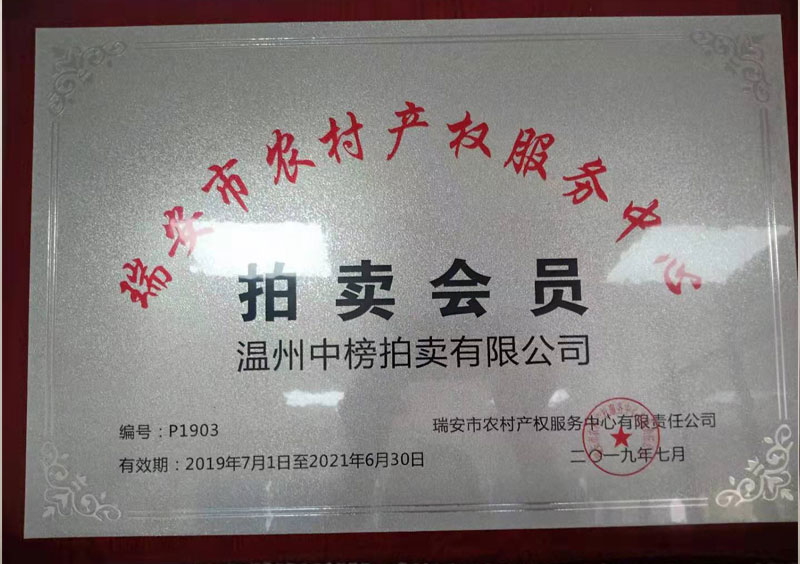 瑞安市农村产权服务中心
拍卖会员
温州中榜拍卖有限公司
编号：P1903
有效期：2019年7月1日至2021年6月30日
瑞安市农村产权服务中心有限责任公司
二〇一九年七月